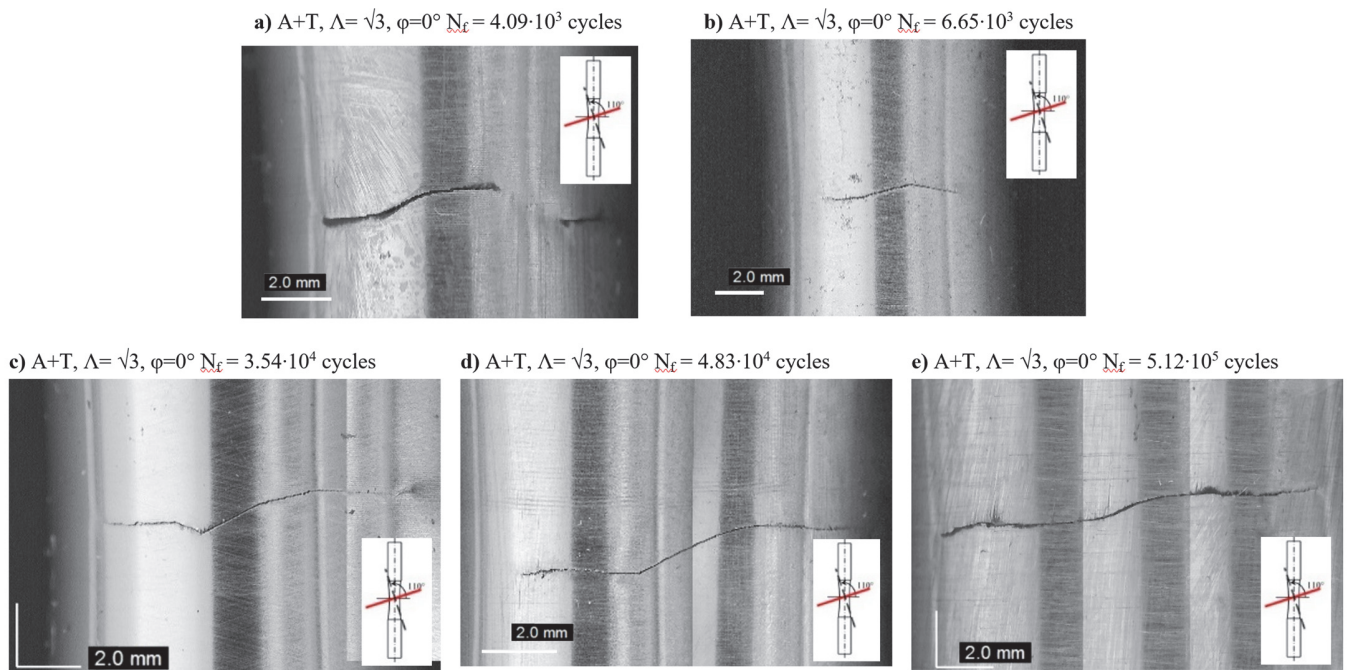 a) A+T, Λ= √3, φ=0° Nf = 4.09·10³ cycles
b) A+T, Λ= √3, φ=0° Nf = 6.65·10³ cycles
110°
110°
2.0 mm
2.0 mm
c) A+T, Λ= √3, φ=0° Nf = 3.54·10⁴ cycles
d) A+T, Λ= √3, φ=0° Nf = 4.83·10⁴ cycles
e) A+T, Λ= √3, φ=0° Nf = 5.12·10⁵ cycles
110°
110°
110°
2.0 mm
2.0 mm
2.0 mm